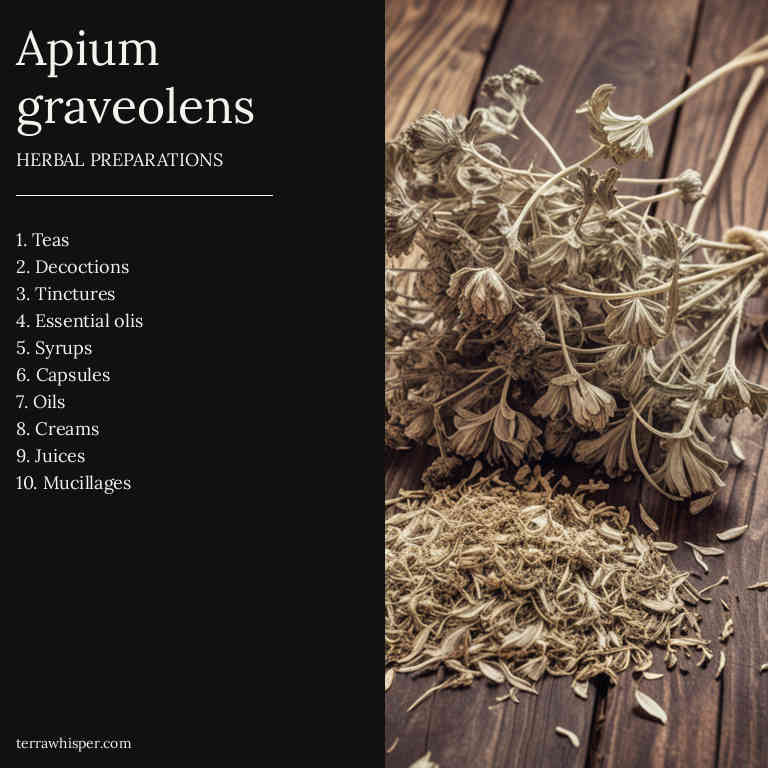 Apium
graveolens
HERBAL PREPARATIONS
1. Teas
2. Decoctions
3. Tinctures
4. Essential olis
5. Syrups
6. Capsules
7. Oils
8. Creams
9. Juices
10. Mucillages
terrawhisper.com